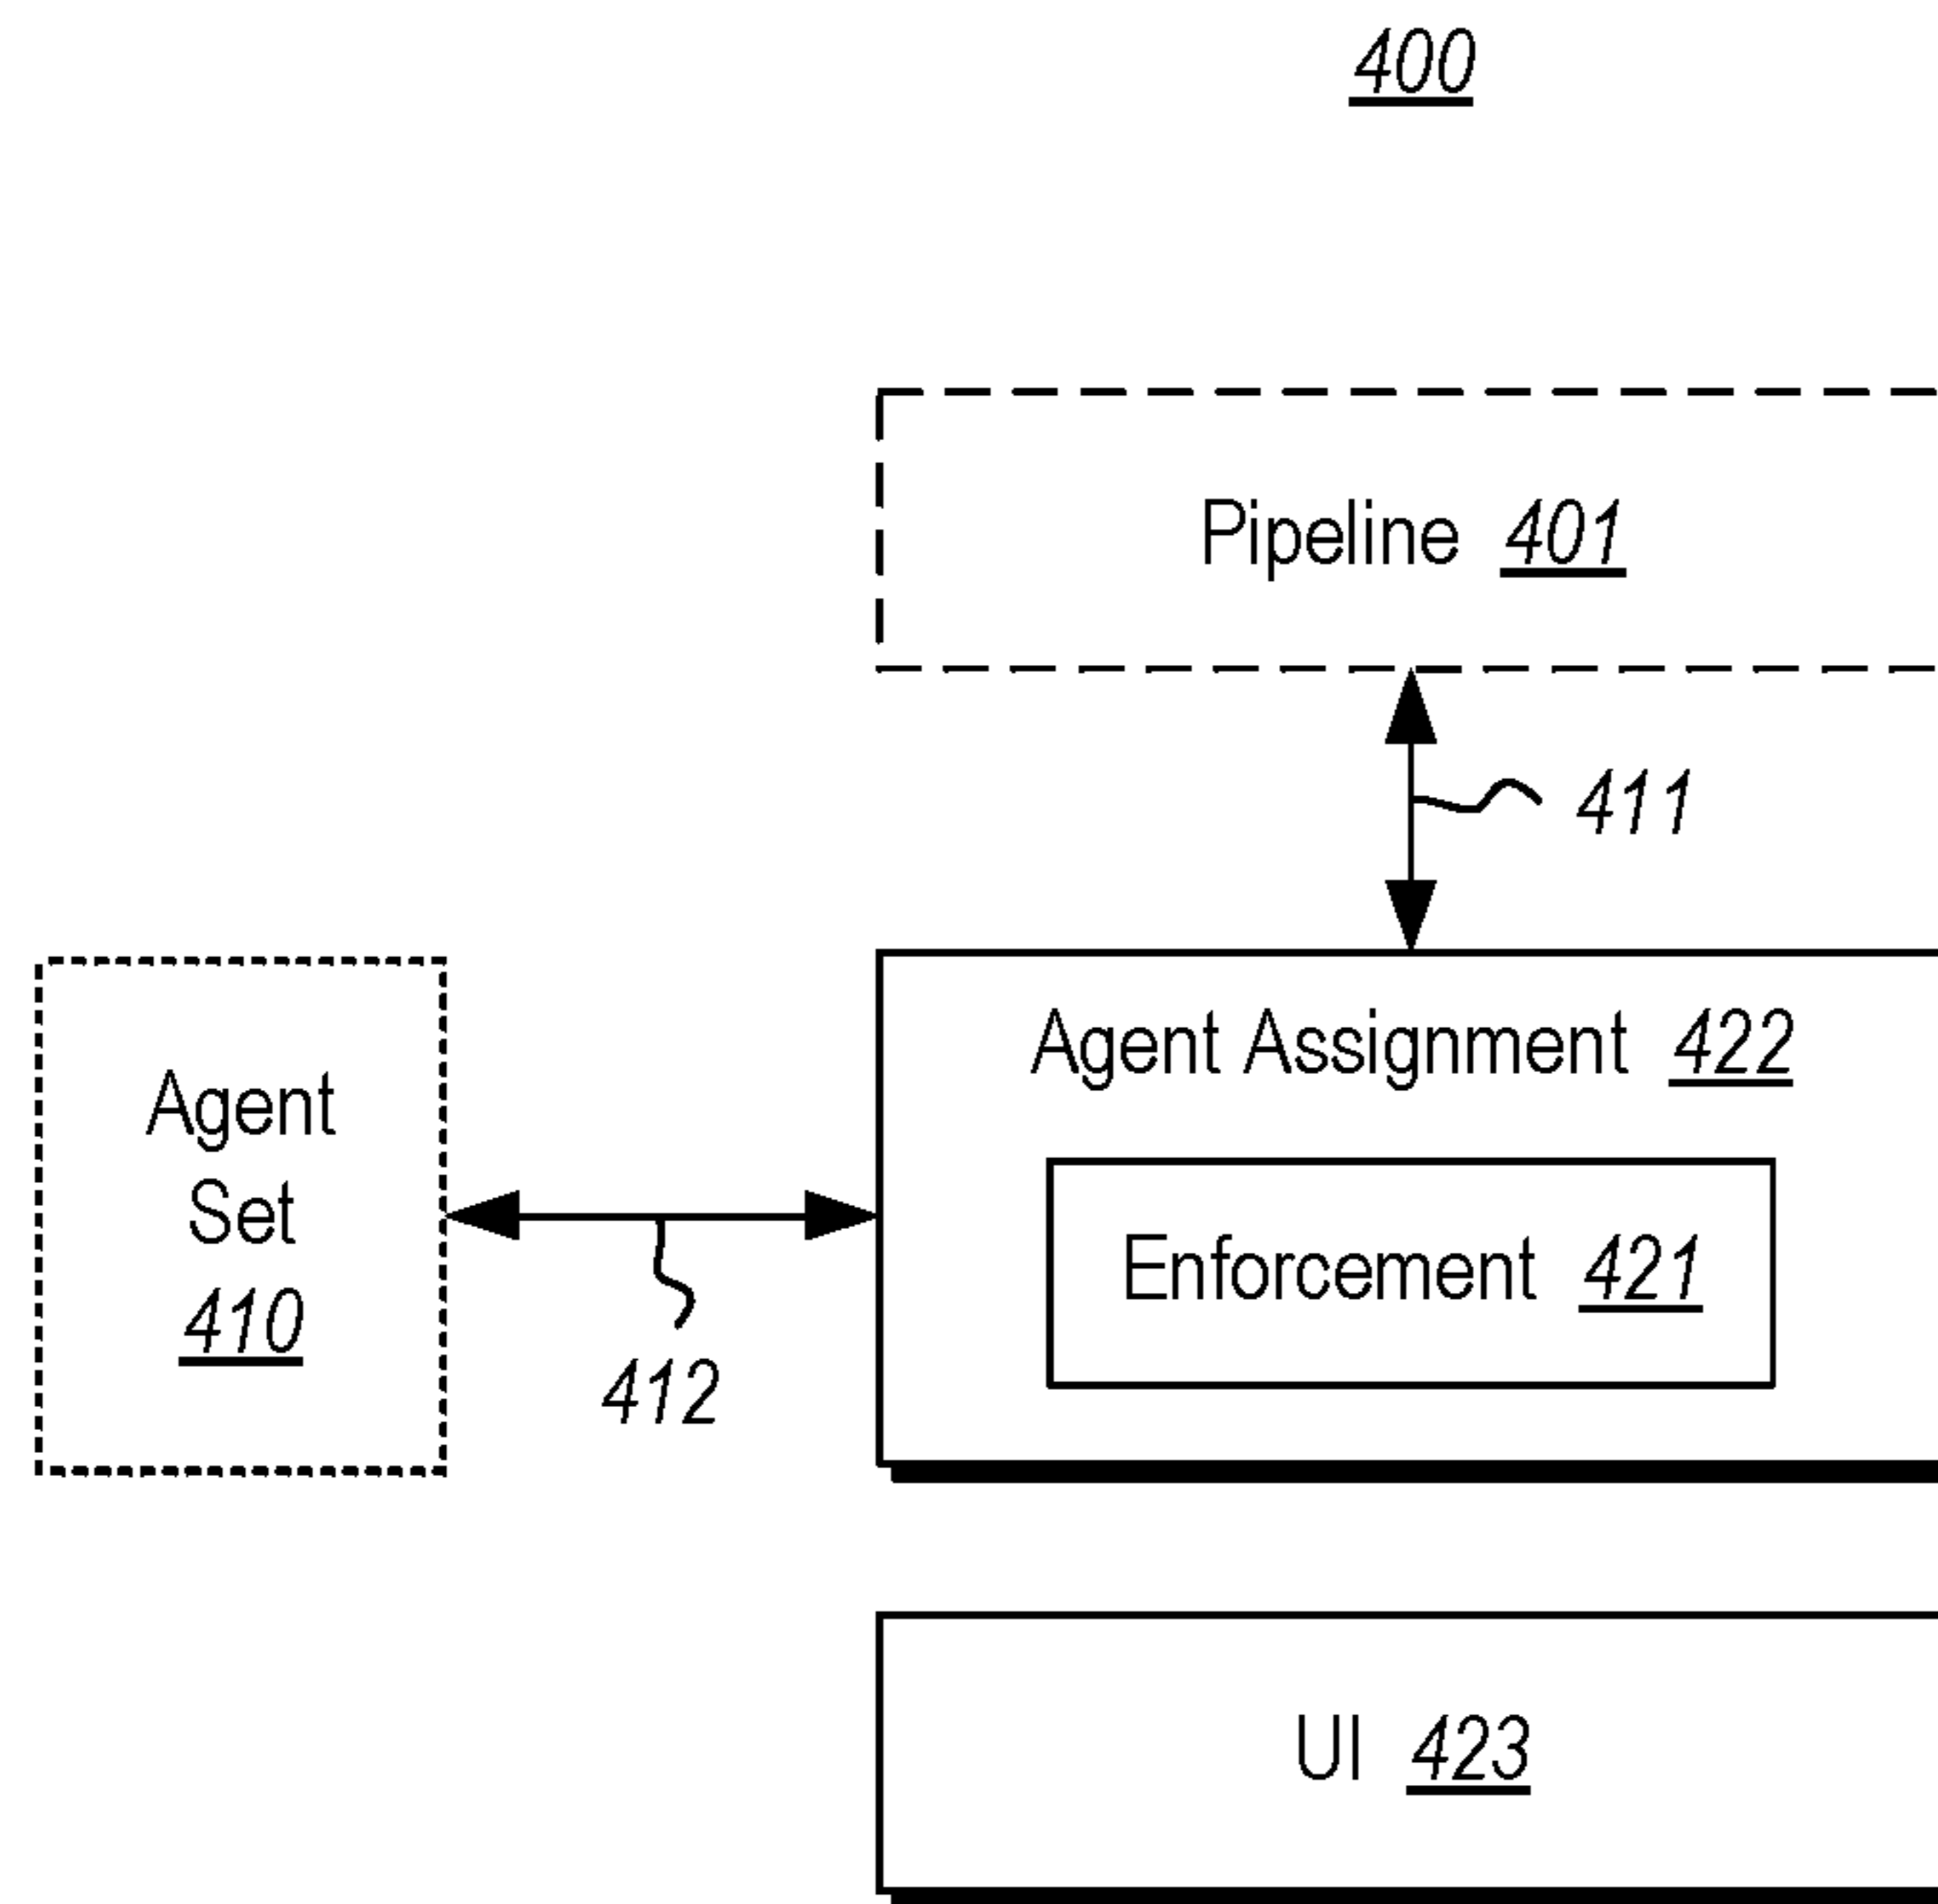 400
Pipeline 401
411
Agent Assignment 422
Agent
Set
410
Enforcement 421
412
UI 423